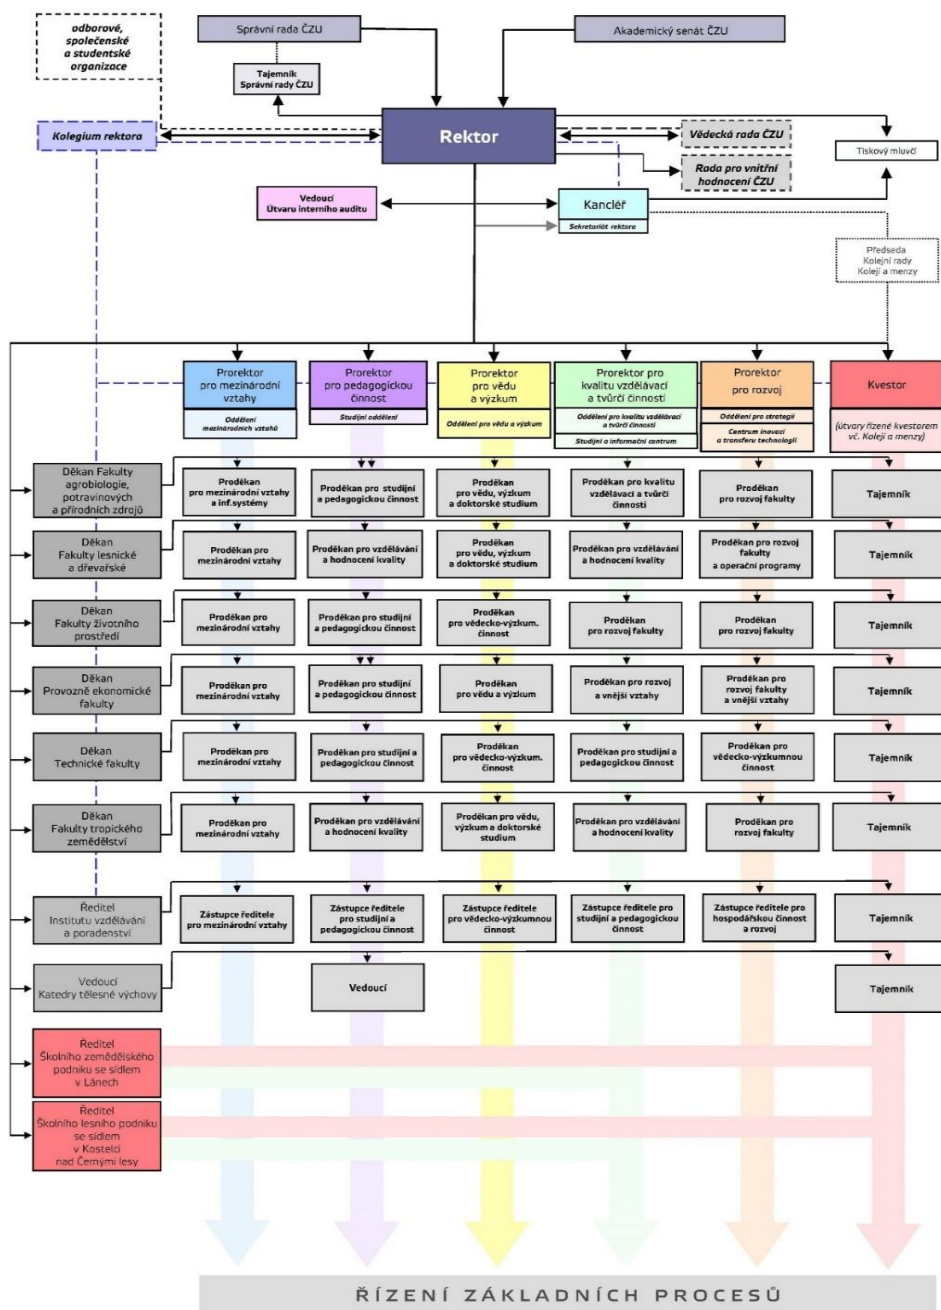 odborové,
společenské
a studentské
organizace
Správní rada ČZU
Akademický senát ČZU
Tajemník
Správní rady ČZU
Kolegium rektora
Rektor
Vědecká rada ČZU
Tiskový mluvčí
Rada pro vnitřní
hodnocení ČZU
Vedoucí
Útvaru interního auditu
Kancléř
Sekretariát rektora
Předseda
Kolejní rady
Kolejí a menzy
Prorektor
pro mezinárodní
vztahy
Oddělení
mezinárodních vztahů
Prorektor
pro pedagogickou
činnost
Studijní oddělení
Prorektor
pro vědu
a výzkum
Oddělení pro vědu a výzkum
Prorektor pro
kvalitu vzdělávací
a tvůrčí činnosti
Oddělení pro kvalitu vzdělávací
a tvůrčí činnosti
Studijní a informační centrum
Prorektor
pro rozvoj
Oddělení pro strategii
Centrum inovací
a transferu technologií
Kvestor
(útvary řízené kvestorem
vč. Kolejí a menzy)
Děkan Fakulty
agrobiologie,
potravinových
a přírodních zdrojů
Proděkan
pro mezinárodní vztahy
a inf.systémy
Proděkan
pro studijní
a pedagogickou činnost
Proděkan
pro vědu, výzkum
a doktorské studium
Proděkan pro kvalitu
vzdělávací a tvůrčí
činnosti
Proděkan
pro rozvoj fakulty
Tajemník
Děkan
Fakulty lesnické
a dřevařské
Proděkan pro
mezinárodní vztahy
Proděkan pro vzdělávání
a hodnocení kvality
Proděkan
pro vědu, výzkum
a doktorské studium
Proděkan pro vzdělávání
a hodnocení kvality
Proděkan pro rozvoj
fakulty
a operační programy
Tajemník
Děkan
Fakulty životního
prostředí
Proděkan pro
mezinárodní vztahy
Proděkan pro studijní
a pedagogickou činnost
Proděkan
pro vědecko-výzkum.
činnost
Proděkan
pro rozvoj fakulty
Proděkan
pro rozvoj fakulty
Tajemník
Děkan
Provozně ekonomické
fakulty
Proděkan pro
mezinárodní vztahy
Proděkan pro studijní
a pedagogickou činnost
Proděkan
pro vědu a výzkum
Proděkan pro rozvoj
a vnější vztahy
Proděkan pro
rozvoj fakulty
a vnější vztahy
Tajemník
Děkan
Technické fakulty
Proděkan pro
mezinárodní vztahy
Proděkan pro studijní a
pedagogickou činnost
Proděkan
pro vědecko-výzkum.
činnost
Proděkan pro studijní a
pedagogickou činnost
Proděkan pro
vědecko-výzkumnou
činnost
Tajemník
Děkan
Fakulty tropického
zemědělství
Proděkan pro
mezinárodní vztahy
Proděkan pro vzdělávání
a hodnocení kvality
Proděkan pro vědu,
výzkum a doktorské
studium
Proděkan pro vzdělávání
a hodnocení kvality
Proděkan pro
rozvoj fakulty
Tajemník
Ředitel
Institutu vzdělávání
a poradenství
Zástupce ředitele
pro mezinárodní vztahy
Zástupce ředitele
pro studijní a
pedagogickou činnost
Zástupce ředitele
pro vědecko-výzkumnou
činnost
Zástupce ředitele pro
studijní a pedagogickou
činnost
Zástupce ředitele pro
hospodářskou činnost
a rozvoj
Tajemník
Vedoucí
Katedry tělesné výchovy
Vedoucí
Tajemník
Ředitel
Školního zemědělského
podniku se sídlem
v Lánech
Ředitel
Školního lesního podniku
se sídlem
v Kostelci
nad Černými lesy
ŘÍZENÍ ZÁKLADNÍCH PROCESŮ